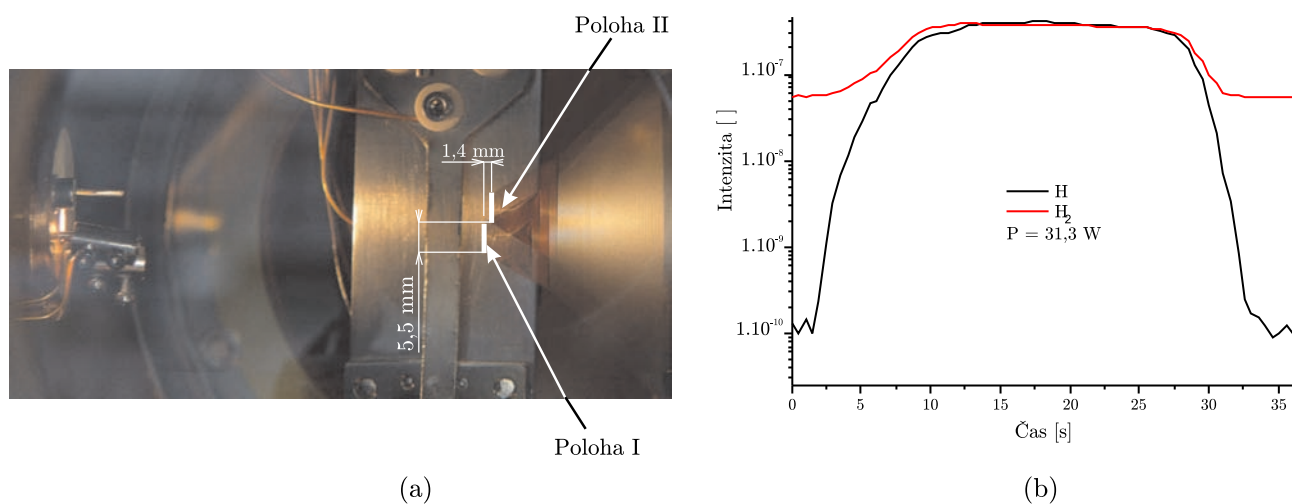 Poloha II
1,4 mm
5,5 mm
Poloha I
(a)
Intenzita [ ]
1.10-7
1.10-8
1.10-9
1.10-10
H
H2
P = 31,3 W
0 5 10 15 20 25 30 35
Čas [s]
(b)